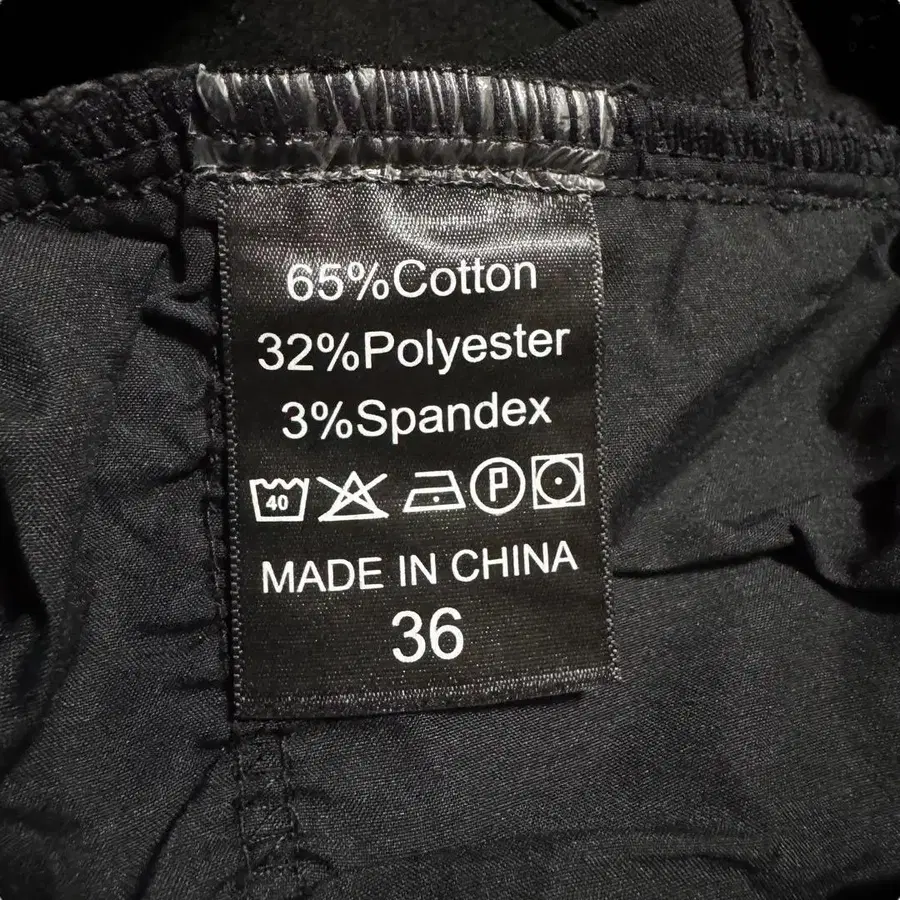 65%Cotton
32%Polyester
3%Spandex
40 P
MADE IN CHINA
36